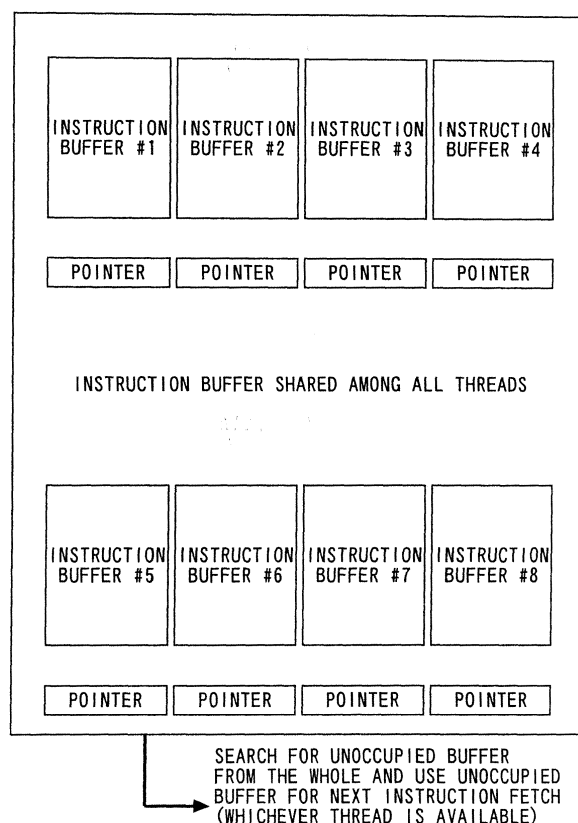 INSTRUCTION BUFFER #1
INSTRUCTION BUFFER #2
INSTRUCTION BUFFER #3
INSTRUCTION BUFFER #4
POINTER POINTER POINTER POINTER
INSTRUCTION BUFFER SHARED AMONG ALL THREADS
INSTRUCTION BUFFER #5
INSTRUCTION BUFFER #6
INSTRUCTION BUFFER #7
INSTRUCTION BUFFER #8
POINTER POINTER POINTER POINTER
SEARCH FOR UNOCCUPIED BUFFER
FROM THE WHOLE AND USE UNOCCUPIED
BUFFER FOR NEXT INSTRUCTION FETCH
(WHICHEVER THREAD IS AVAILABLE)